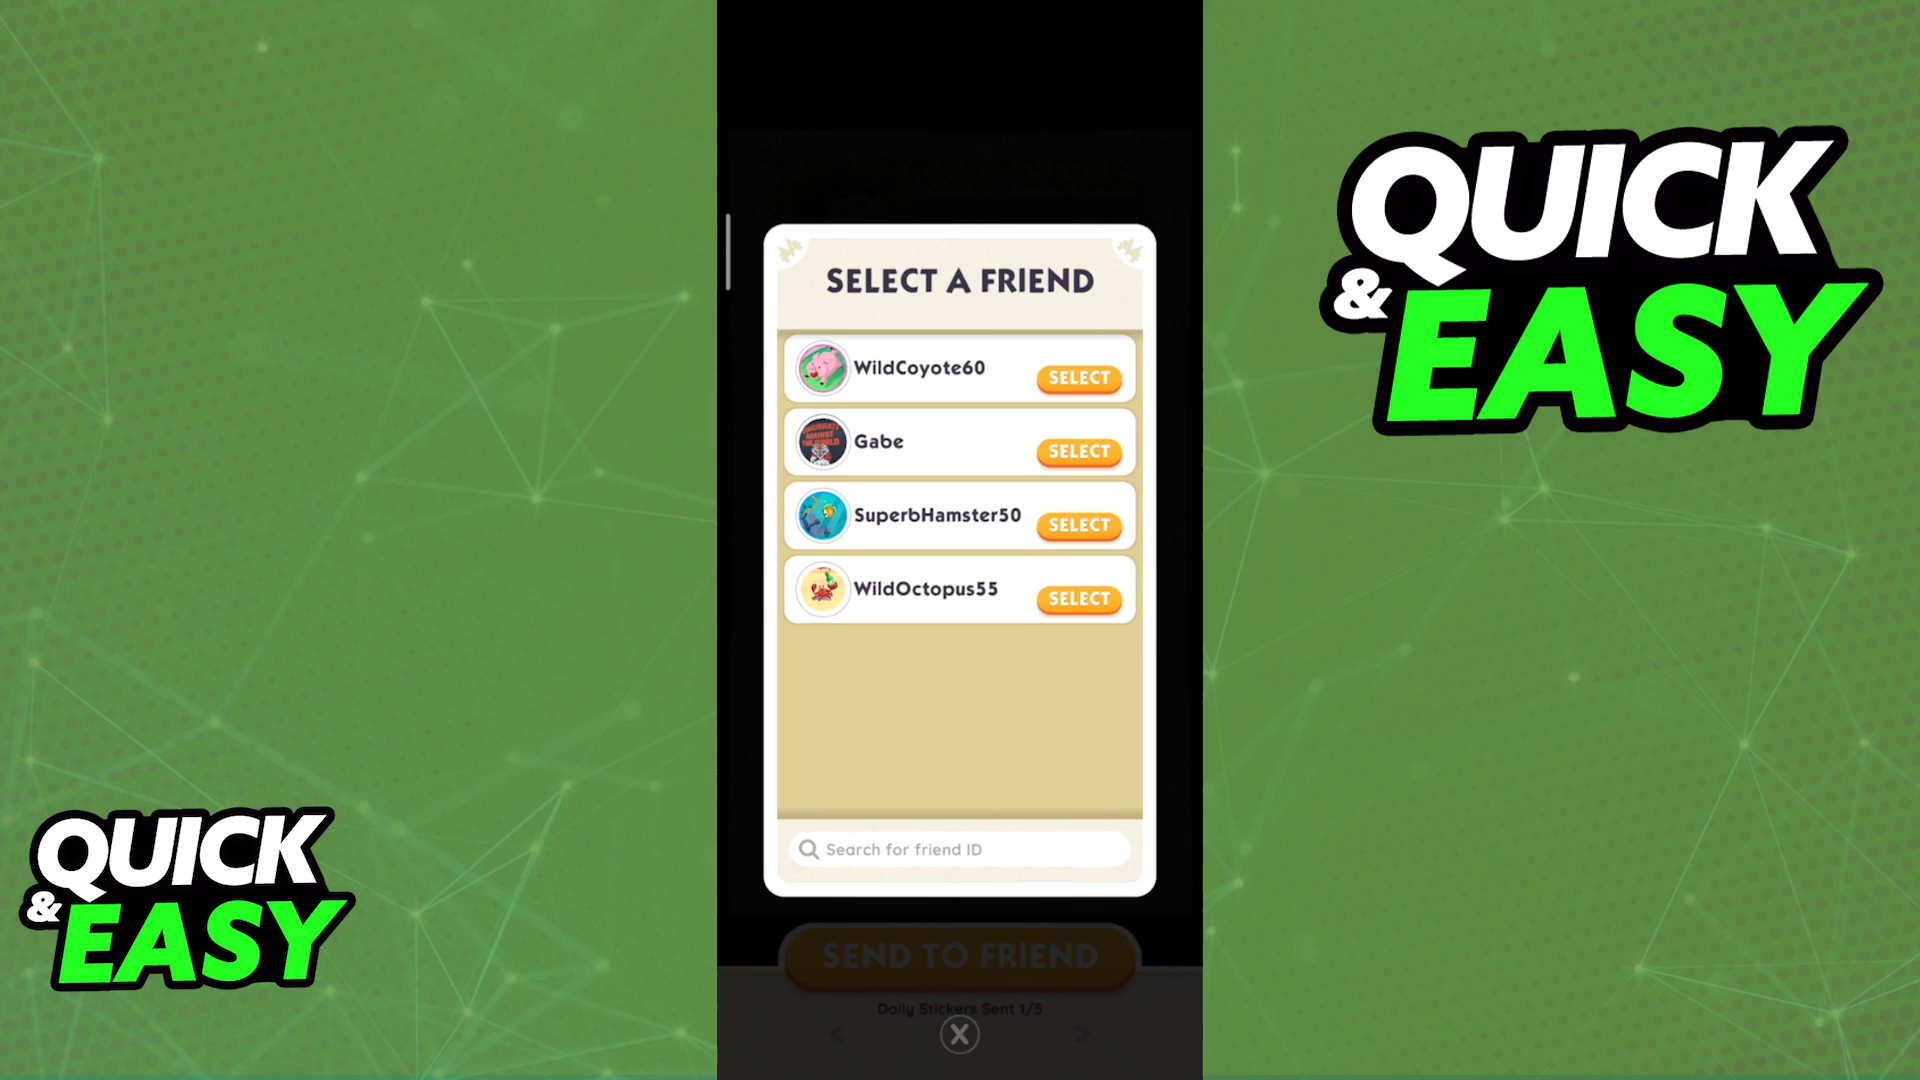 SELECT A FRIEND
WildCoyote60
SELECT
Gabe
SELECT
SuperbHamster50
SELECT
WildOctopus55
SELECT
Search for friend ID
SEND TO FRIEND
Daily Stickers Sent 1/5
<
X
>
QUICK
& EASY
QUICK
& EASY